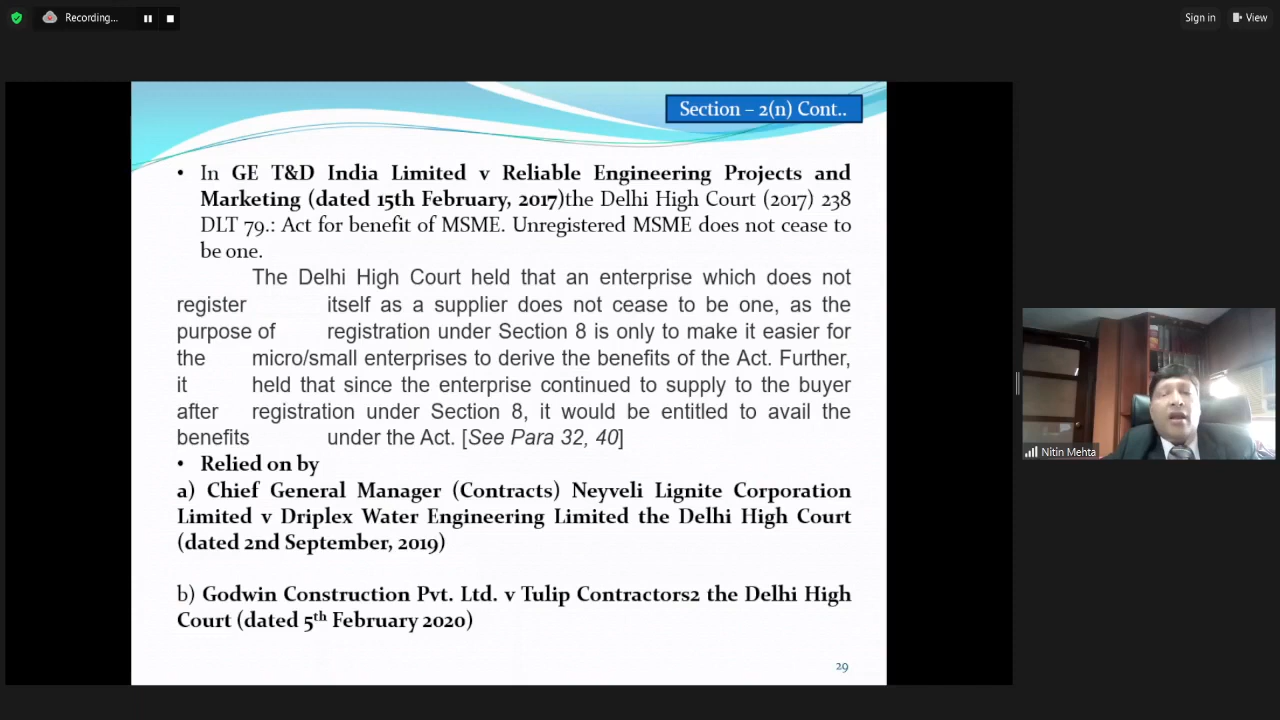 Recording...
Sign in
View
Section – 2(n) Cont..
• In GE T&D India Limited v Reliable Engineering Projects and
Marketing (dated 15th February, 2017)the Delhi High Court (2017) 238
DLT 79.: Act for benefit of MSME. Unregistered MSME does not cease to
be one.
The Delhi High Court held that an enterprise which does not
register itself as a supplier does not cease to be one, as the
purpose of registration under Section 8 is only to make it easier for
the micro/small enterprises to derive the benefits of the Act. Further,
it held that since the enterprise continued to supply to the buyer
after registration under Section 8, it would be entitled to avail the
benefits under the Act. [See Para 32, 40]
• Relied on by
a) Chief General Manager (Contracts) Neyveli Lignite Corporation
Limited v Driplex Water Engineering Limited the Delhi High Court
(dated 2nd September, 2019)
b) Godwin Construction Pvt. Ltd. v Tulip Contractors2 the Delhi High
Court (dated 5th February 2020)
29
Nitin Mehta